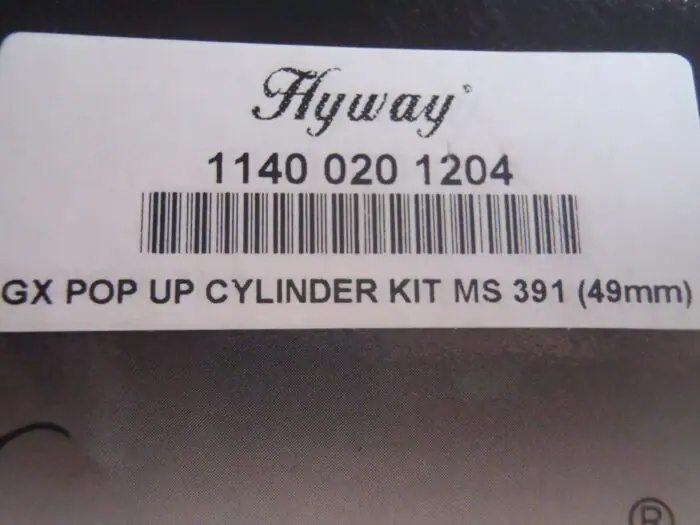 Hyway®
1140 020 1204
GX POP UP CYLINDER KIT MS 391 (49mm)
®